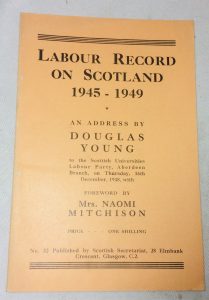 LABOUR RECORD
ON SCOTLAND
1945 - 1949
AN ADDRESS BY
DOUGLAS
YOUNG
to the Scottish Universities
Labour Party, Aberdeen
Branch, on Thursday, 16th
December, 1948, with
FOREWORD BY
Mrs. NAOMI
MITCHISON
PRICE - - - ONE SHILLING
No. 32 Published by Scottish Secretariat, 28 Elmbank
Crescent, Glasgow, C.2.